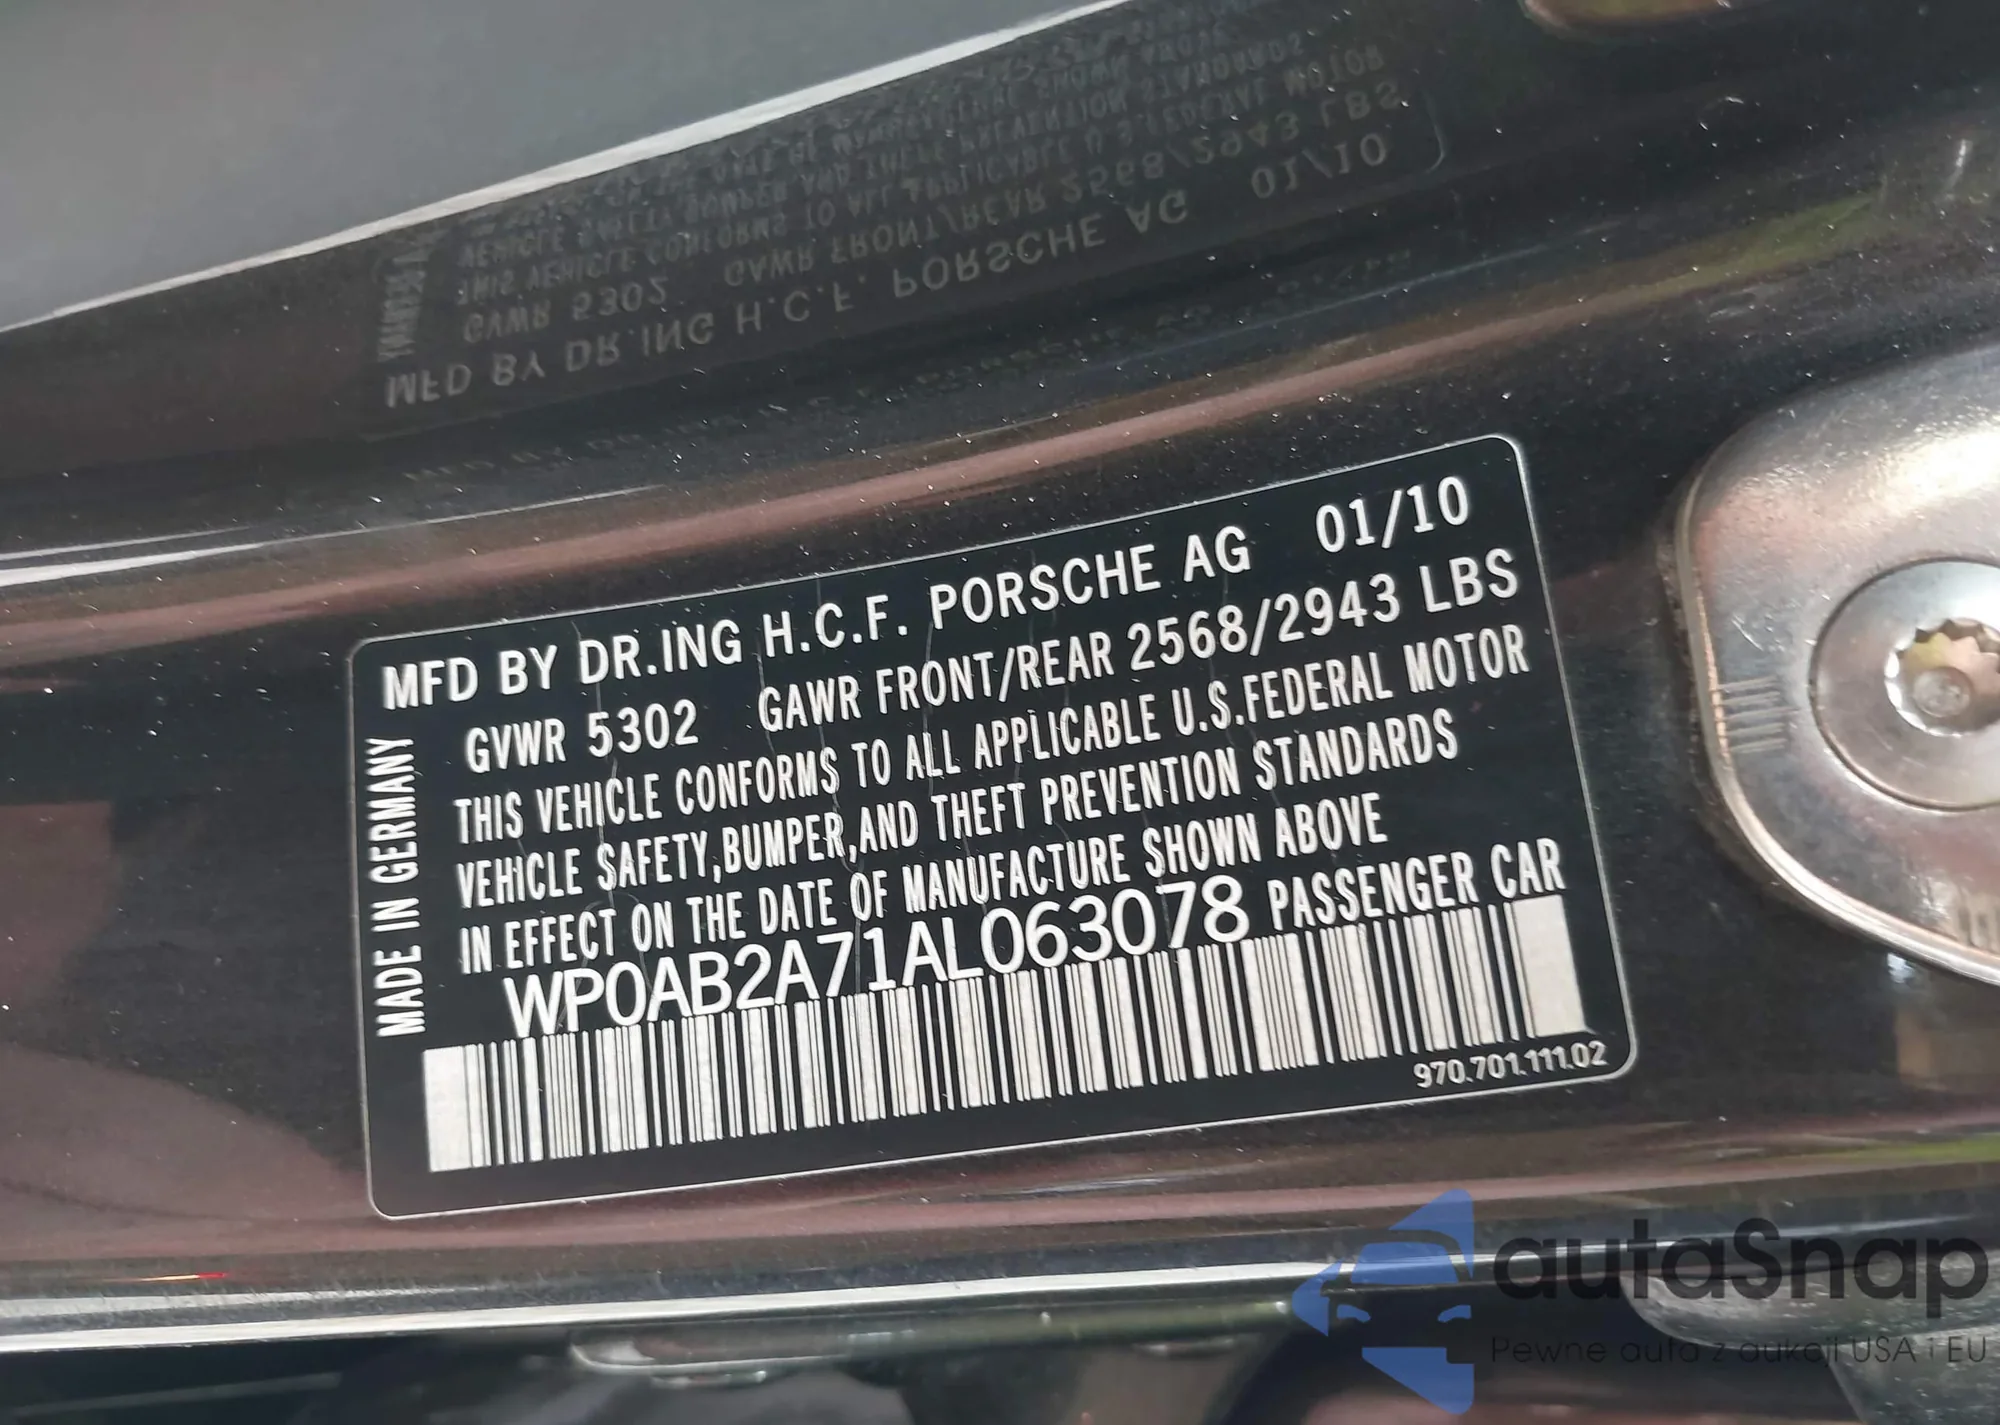 MFD BY DR.ING H.C.F. PORSCHE AG 01/10
GVWR 5302 GAWR FRONT/REAR 2568/2943 LBS
THIS VEHICLE CONFORMS TO ALL APPLICABLE U.S.FEDERAL MOTOR
VEHICLE SAFETY,BUMPER,AND THEFT PREVENTION STANDARDS
IN EFFECT ON THE DATE OF MANUFACTURE SHOWN ABOVE
WP0AB2A71AL063078 PASSENGER CAR
970.701.111.02
MADE IN GERMANY
autaSnap
Pewne auta z aukcji USA i EU